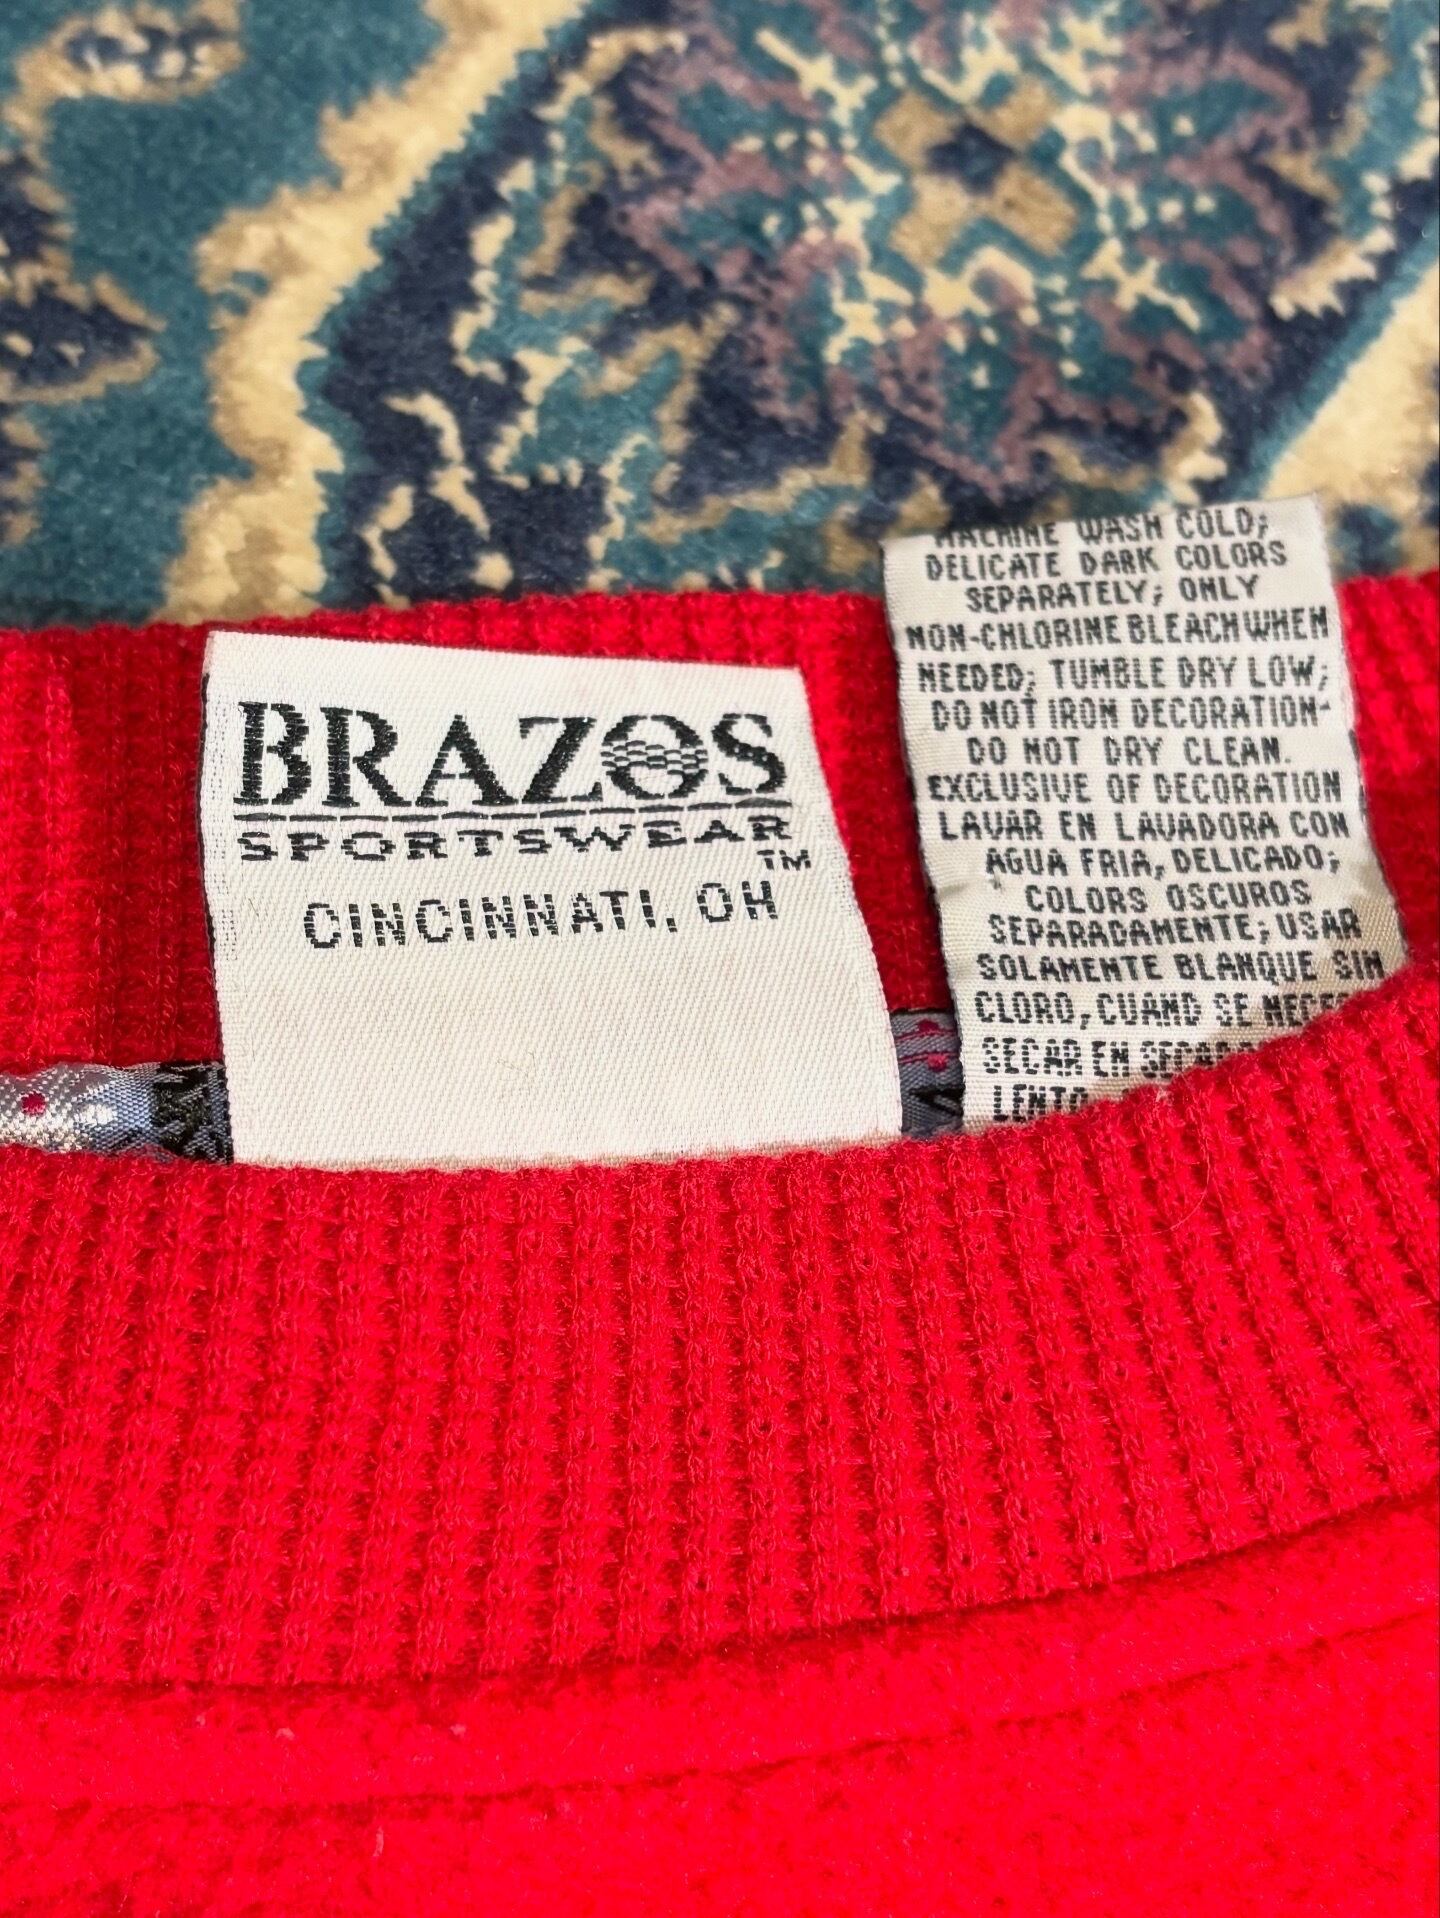 BRAZOS
SPORTSWEAR
TM
CINCINNATI, OH
MACHINE WASH COLD;
DELICATE DARK COLORS
SEPARATELY; ONLY
NON-CHLORINE BLEACH WHEN
NEEDED; TUMBLE DRY LOW;
DO NOT IRON DECORATION-
DO NOT DRY CLEAN.
EXCLUSIVE OF DECORATION
LAVAR EN LAVADORA CON
AGUA FRIA, DELICADO;
COLORS OSCUROS
SEPARADAMENTE; USAR
SOLAMENTE BLANQUE SIN
CLORO, CUAND SE
SECAR EN
LENTO